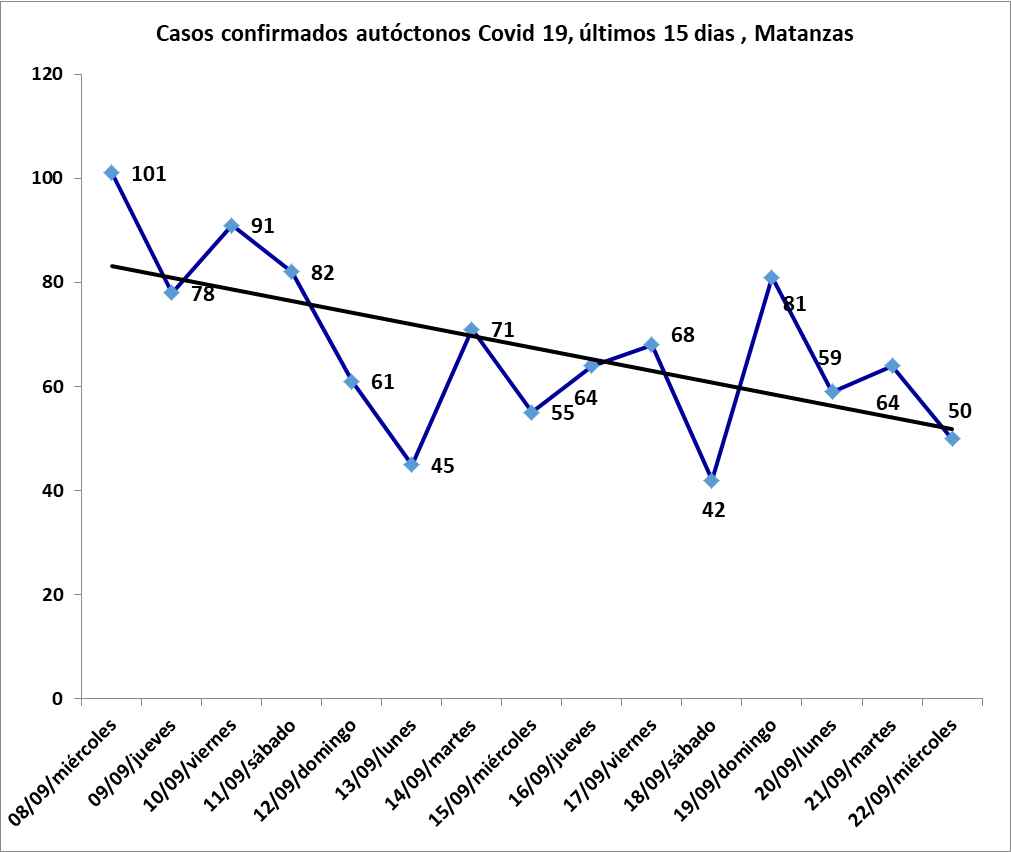 Casos confirmados autóctonos Covid 19, últimos 15 dias , Matanzas
120
100
80
60
40
20
0
101
78
91
82
61
45
71
55
64
68
42
81
59
64
50
08/09/miércoles
09/09/jueves
10/09/viernes
11/09/sábado
12/09/domingo
13/09/lunes
14/09/martes
15/09/miércoles
16/09/jueves
17/09/viernes
18/09/sábado
19/09/domingo
20/09/lunes
21/09/martes
22/09/miércoles